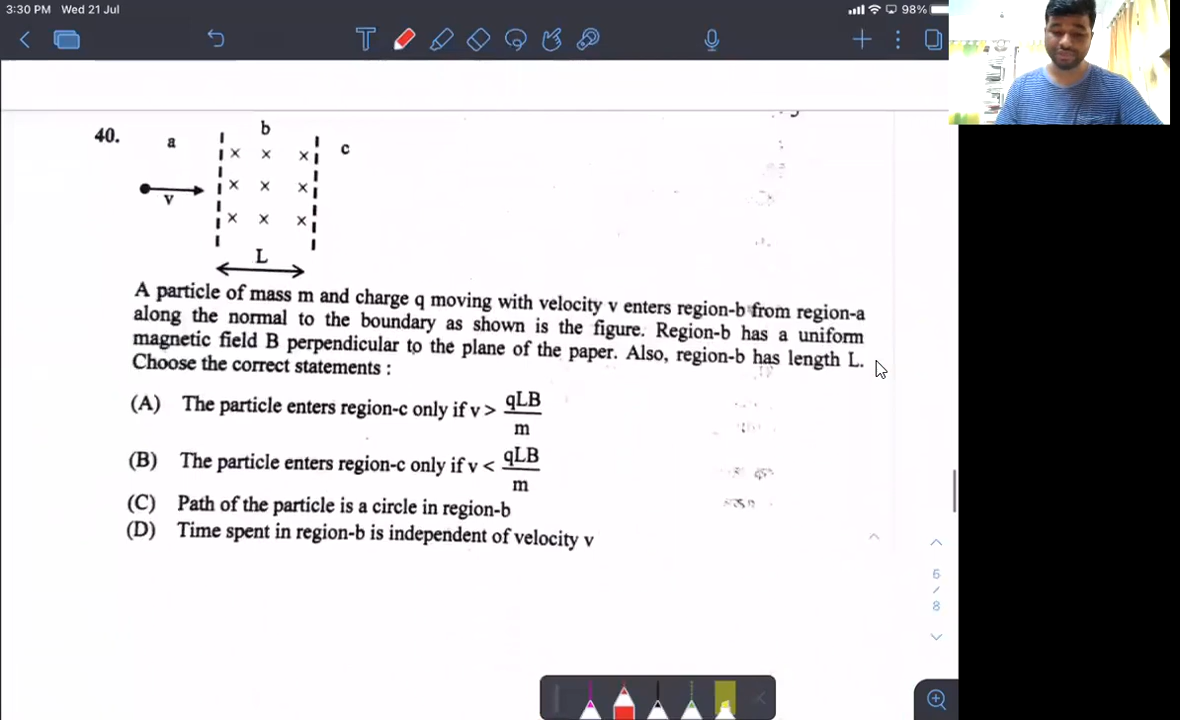 3:30 PM Wed 21 Jul
98%
T
40.
a
b
c
× × ×
v
× × ×
× × ×
L
A particle of mass m and charge q moving with velocity v enters region-b from region-a
along the normal to the boundary as shown is the figure. Region-b has a uniform
magnetic field B perpendicular to the plane of the paper. Also, region-b has length L.
Choose the correct statements :
(A) The particle enters region-c only if v > qLB/m
(B) The particle enters region-c only if v < qLB/m
(C) Path of the particle is a circle in region-b
(D) Time spent in region-b is independent of velocity v
6
/
8